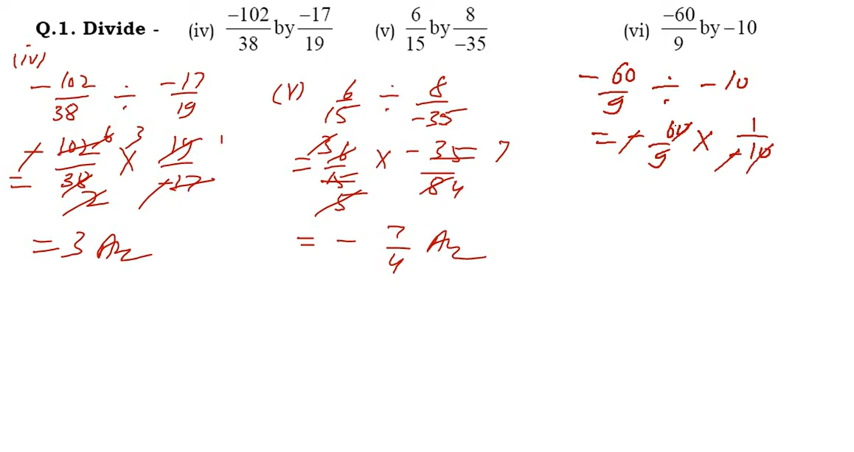 Q.1. Divide - (iv) -102/38 by -17/19 (v) 6/15 by 8/-35 (vi) -60/9 by -10
(iv)
-102/38 ÷ -17/19
= -102/38 × 19/-17
= 3 Ans
(v) 6/15 ÷ 8/-35
= 6/15 × -35/8
= - 7/4 Ans
-60/9 ÷ -10
= -60/9 × 1/-10